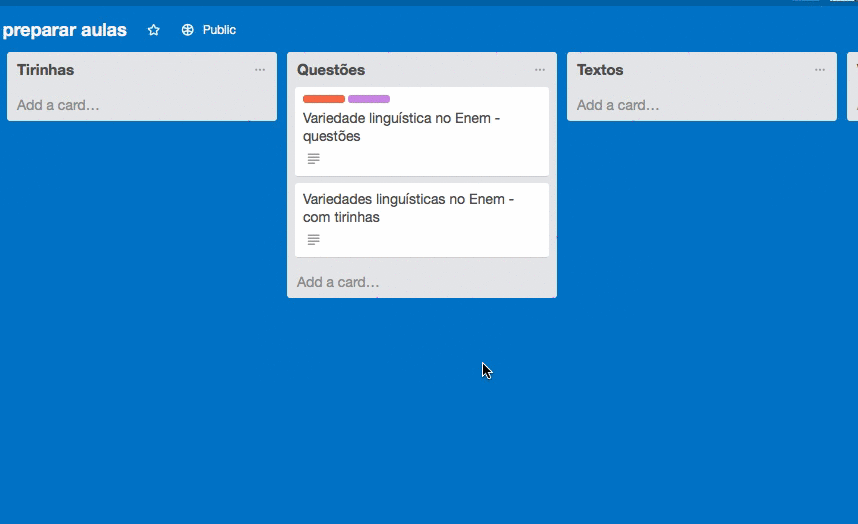 preparar aulas
Public
Tirinhas
Add a card…
Questões
Variedade linguística no Enem -
questões
Variedades linguísticas no Enem -
com tirinhas
Add a card…
Textos
Add a card…